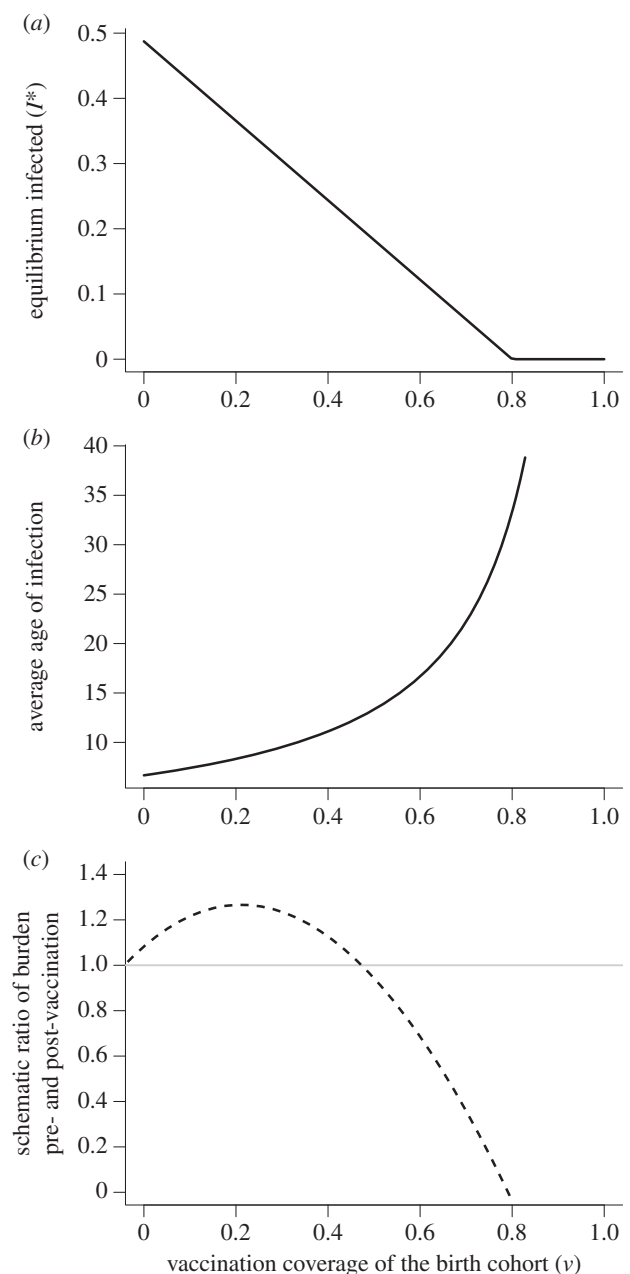 (a)
equilibrium infected (I*)
0.5
0.4
0.3
0.2
0.1
0
0 0.2 0.4 0.6 0.8 1.0
(b)
average age of infection
40
35
30
25
20
15
10
0 0.2 0.4 0.6 0.8 1.0
(c)
schematic ratio of burden
pre- and post-vaccination
1.4
1.2
1.0
0.8
0.6
0.4
0.2
0
0 0.2 0.4 0.6 0.8 1.0
vaccination coverage of the birth cohort (v)